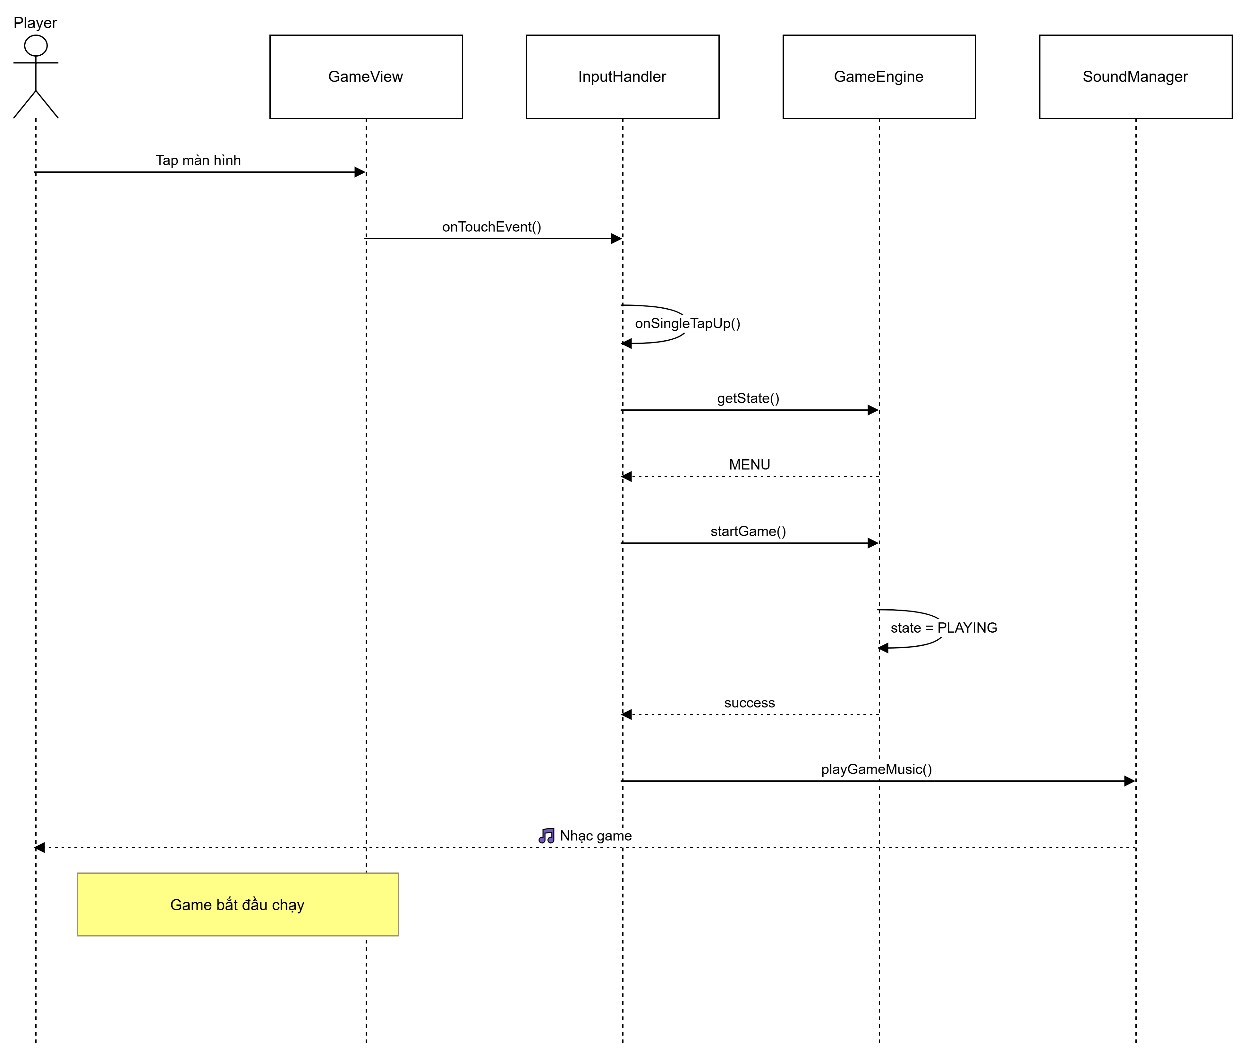 Player
GameView
InputHandler
GameEngine
SoundManager
Tap màn hình
onTouchEvent()
onSingleTapUp()
getState()
MENU
startGame()
state = PLAYING
success
playGameMusic()
🎵 Nhạc game
Game bắt đầu chạy